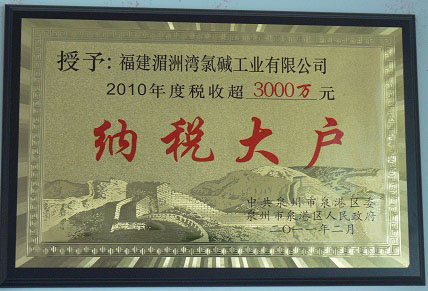 授予:福建湄洲湾氯碱工业有限公司
2010年度税收超 3000万 元
纳税大户
中共泉州市泉港区委
泉州市泉港区人民政府
二〇一一年二月